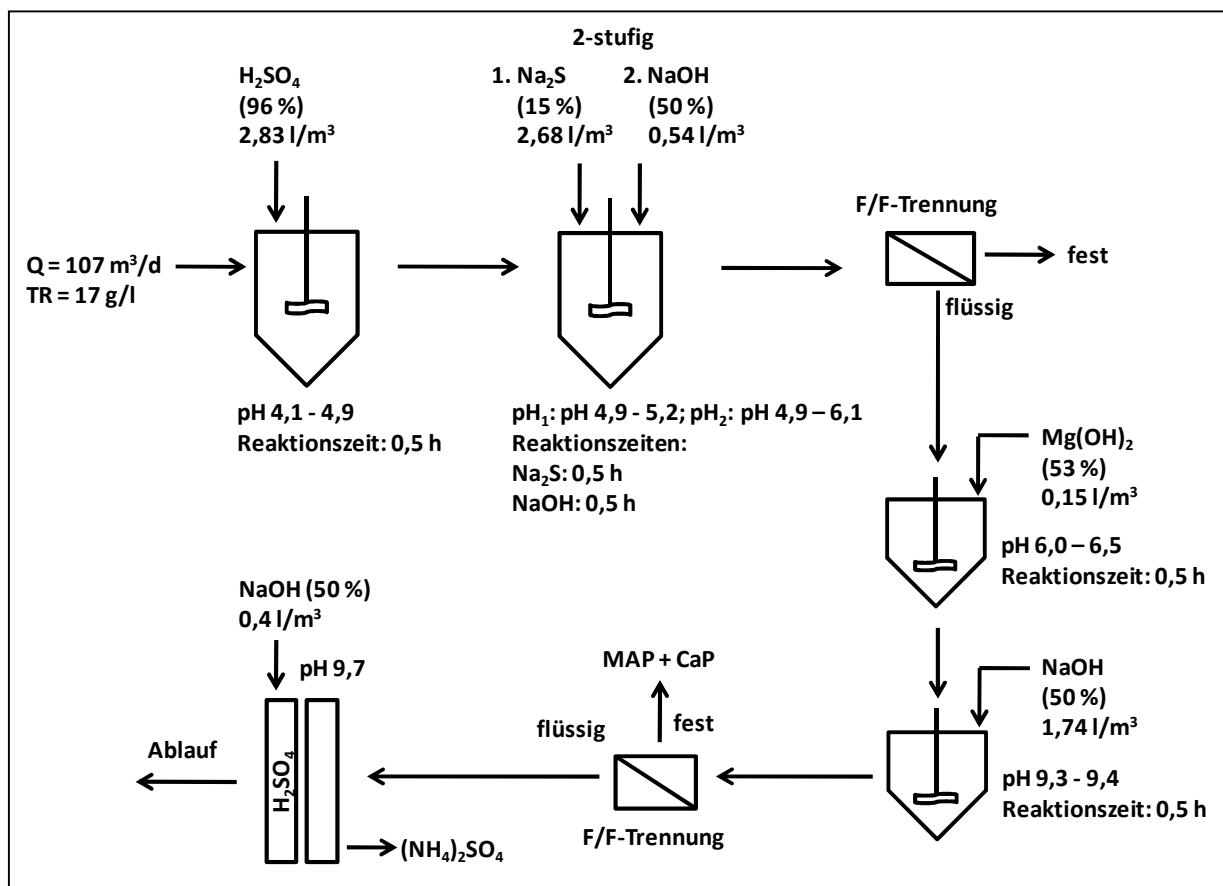 2-stufig
H₂SO₄
(96 %)
2,83 l/m³
1. Na₂S
(15 %)
2,68 l/m³
2. NaOH
(50 %)
0,54 l/m³
F/F-Trennung
Q = 107 m³/d
TR = 17 g/l
fest
flüssig
pH 4,1 - 4,9
Reaktionszeit: 0,5 h
pH₁: pH 4,9 - 5,2; pH₂: pH 4,9 – 6,1
Reaktionszeiten:
Na₂S: 0,5 h
NaOH: 0,5 h
Mg(OH)₂
(53 %)
0,15 l/m³
pH 6,0 – 6,5
Reaktionszeit: 0,5 h
NaOH (50 %)
0,4 l/m³
pH 9,7
MAP + CaP
NaOH
(50 %)
1,74 l/m³
flüssig
fest
Ablauf
H₂SO₄
pH 9,3 - 9,4
Reaktionszeit: 0,5 h
F/F-Trennung
(NH₄)₂SO₄